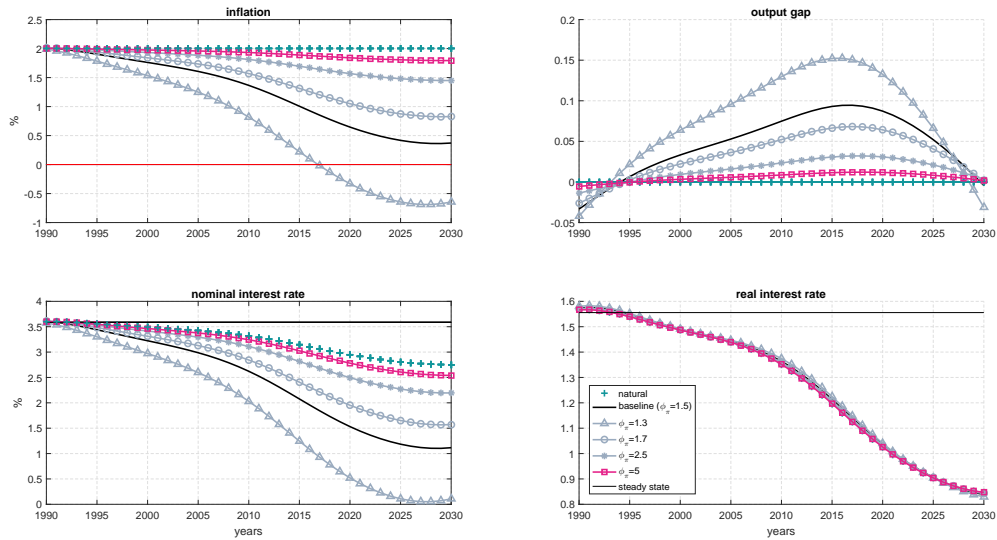 inflation
output gap
2.5
2
1.5
1
0.5
0
-0.5
-1
%
1990 1995 2000 2005 2010 2015 2020 2025 2030
0.2
0.15
0.1
0.05
0
-0.05
1990 1995 2000 2005 2010 2015 2020 2025 2030
nominal interest rate
real interest rate
4
3.5
3
2.5
2
1.5
1
0.5
0
%
1990 1995 2000 2005 2010 2015 2020 2025 2030
years
1.6
1.5
1.4
1.3
1.2
1.1
1
0.9
0.8
natural
baseline (ϕπ=1.5)
ϕπ=1.3
ϕπ=1.7
ϕπ=2.5
ϕπ=5
steady state
1990 1995 2000 2005 2010 2015 2020 2025 2030
years